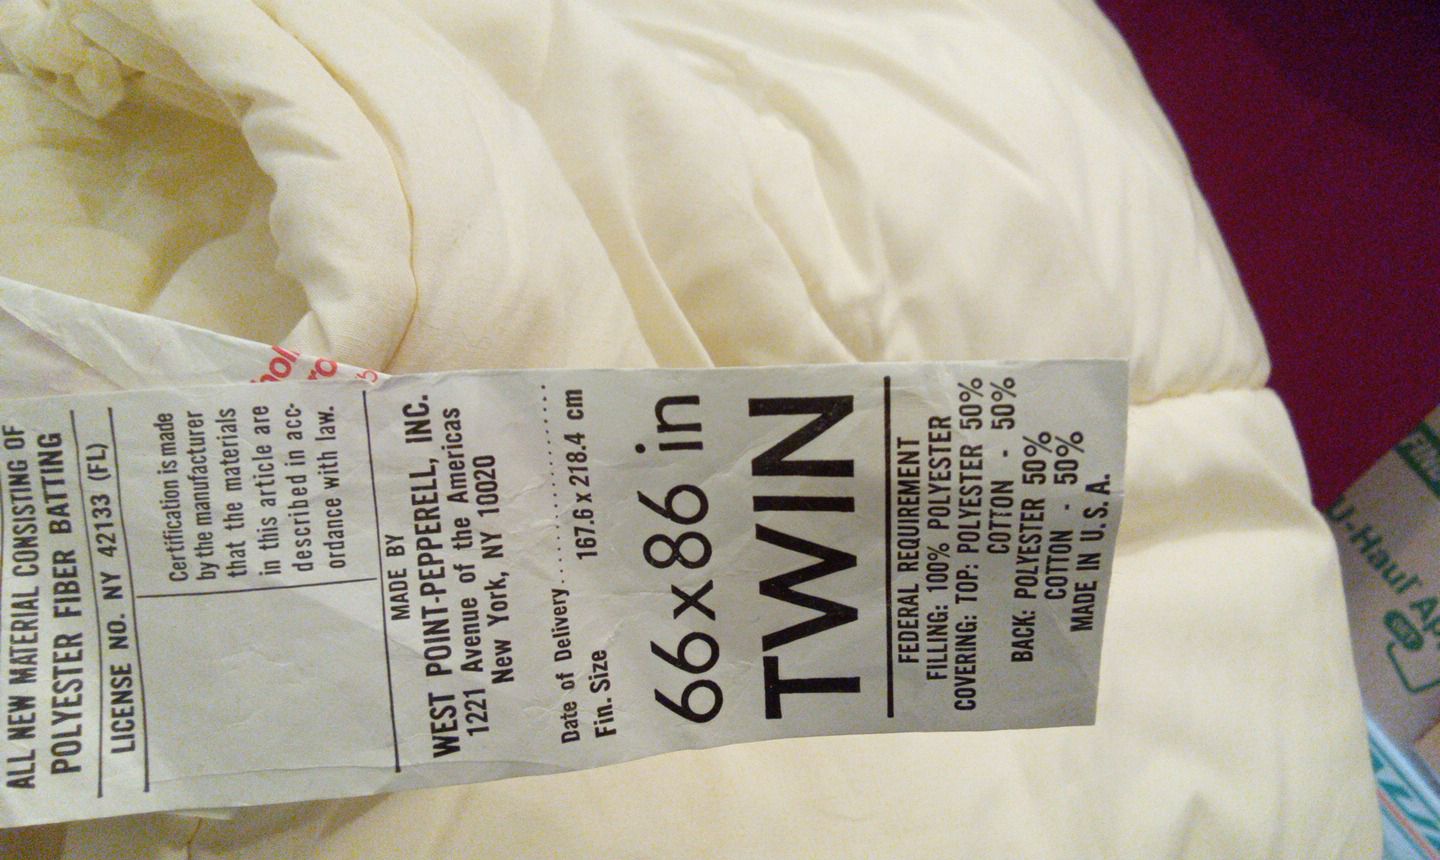 ALL NEW MATERIAL CONSISTING OF
POLYESTER FIBER BATTING
LICENSE NO. NY 42133 (FL)
Certification is made
by the manufacturer
that the materials
in this article are
described in acc-
ordance with law.
MADE BY
WEST POINT-PEPPERELL, INC.
1221 Avenue of the Americas
New York, NY 10020
Date of Delivery....................
Fin. Size 167.6 x 218.4 cm
66x86 in
TWIN
FEDERAL REQUIREMENT
FILLING: 100% POLYESTER
COVERING: TOP: POLYESTER 50%
COTTON - 50%
BACK: POLYESTER 50%
COTTON - 50%
MADE IN U.S.A.
U-Haul